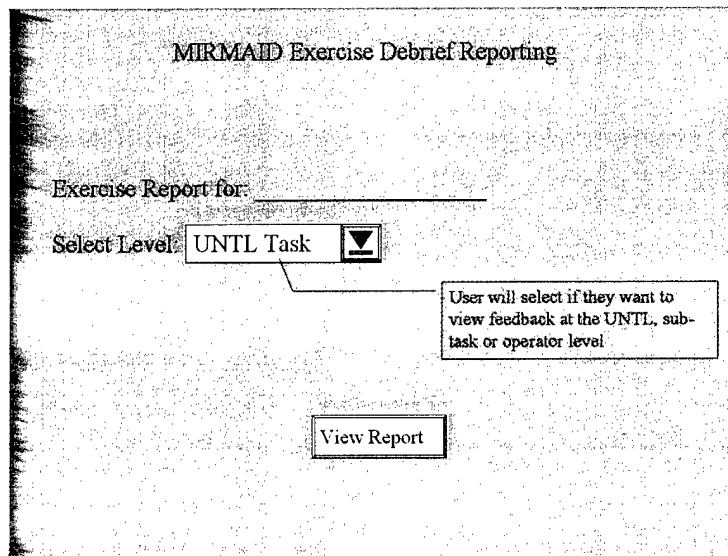 MIRMAID Exercise Debrief Reporting
Exercise Report for:
Select Level: UNTL Task
User will select if they want to
view feedback at the UNTL, sub-
task or operator level
View Report